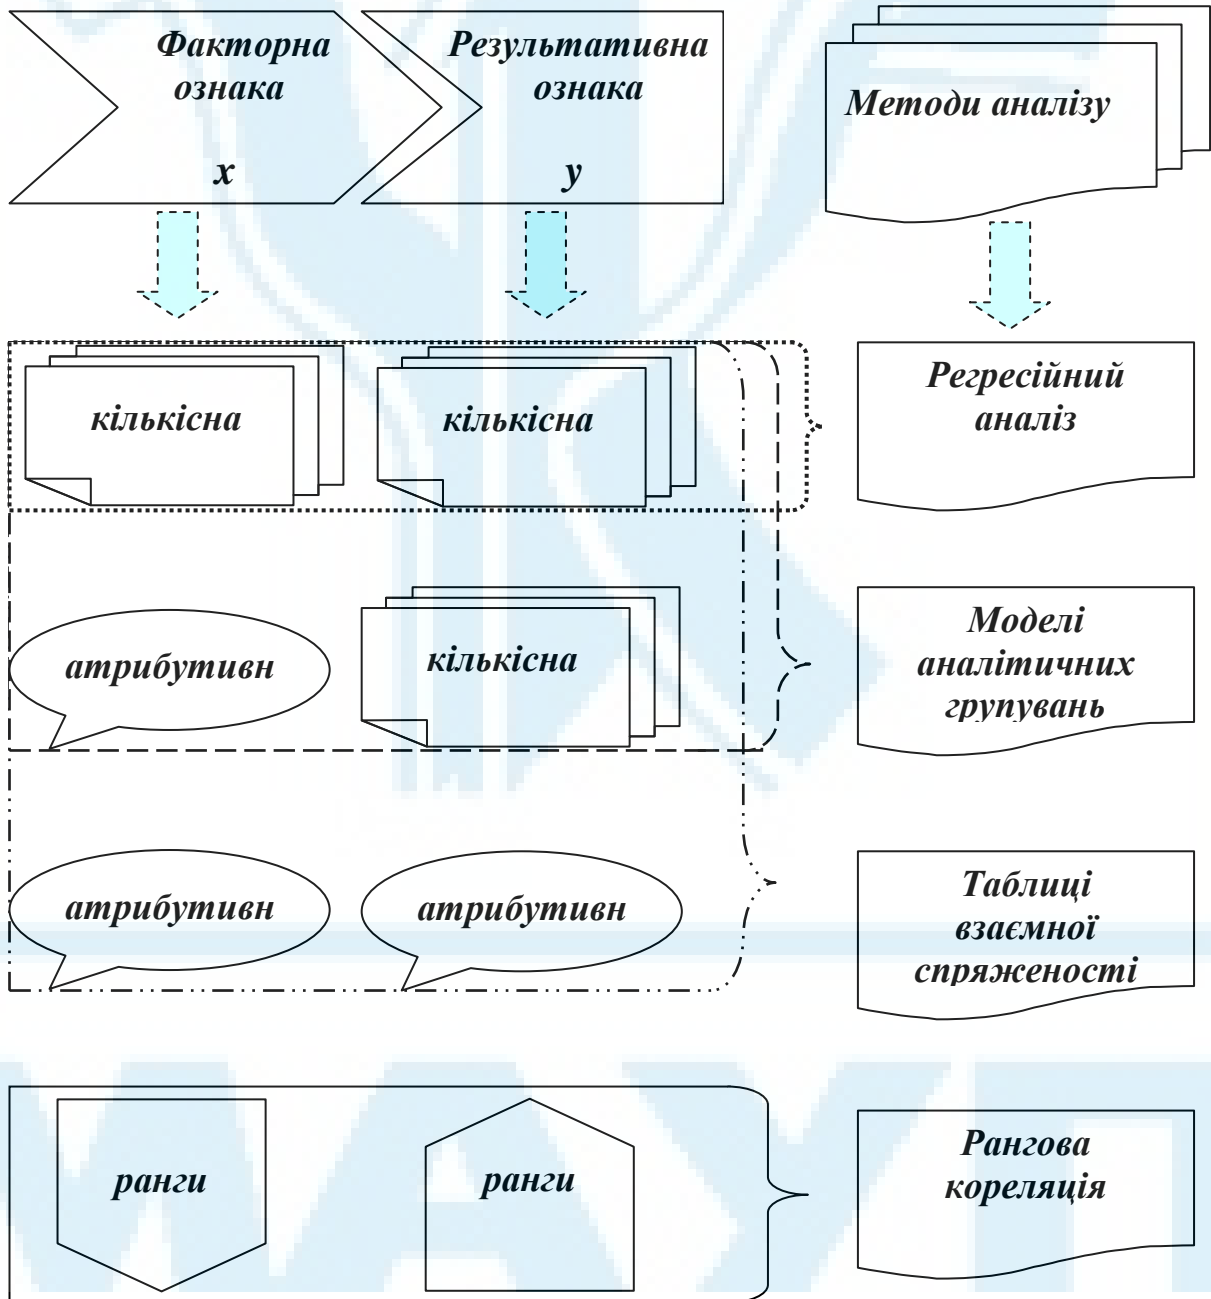 Факторна
ознака
x
Результативна
ознака
y
Методи аналізу
кількісна
кількісна
Регресійний
аналіз
атрибутивн
кількісна
Моделі
аналітичних
групувань
атрибутивн
атрибутивн
Таблиці
взаємної
спряженості
ранги
ранги
Рангова
кореляція
МАУП